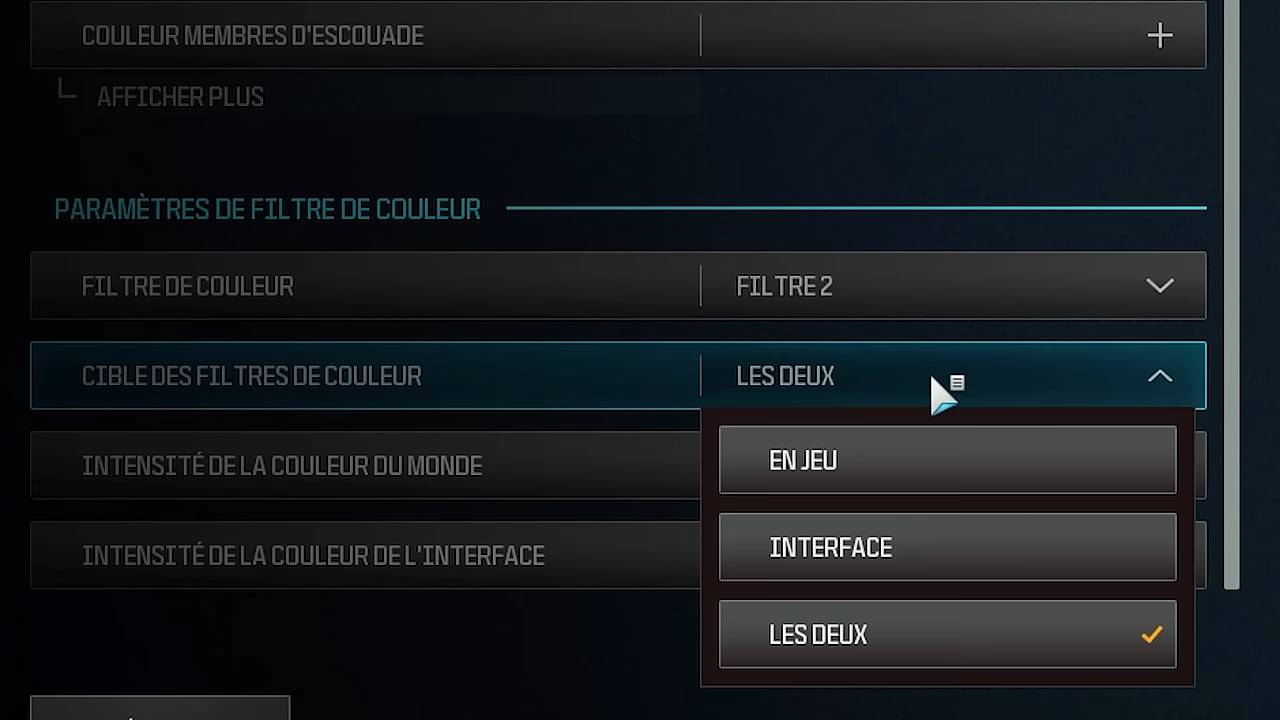 COULEUR MEMBRES D'ESCOUADE
AFFICHER PLUS
PARAMÈTRES DE FILTRE DE COULEUR
FILTRE DE COULEUR
FILTRE 2
CIBLE DES FILTRES DE COULEUR
LES DEUX
INTENSITÉ DE LA COULEUR DU MONDE
INTENSITÉ DE LA COULEUR DE L'INTERFACE
EN JEU
INTERFACE
LES DEUX